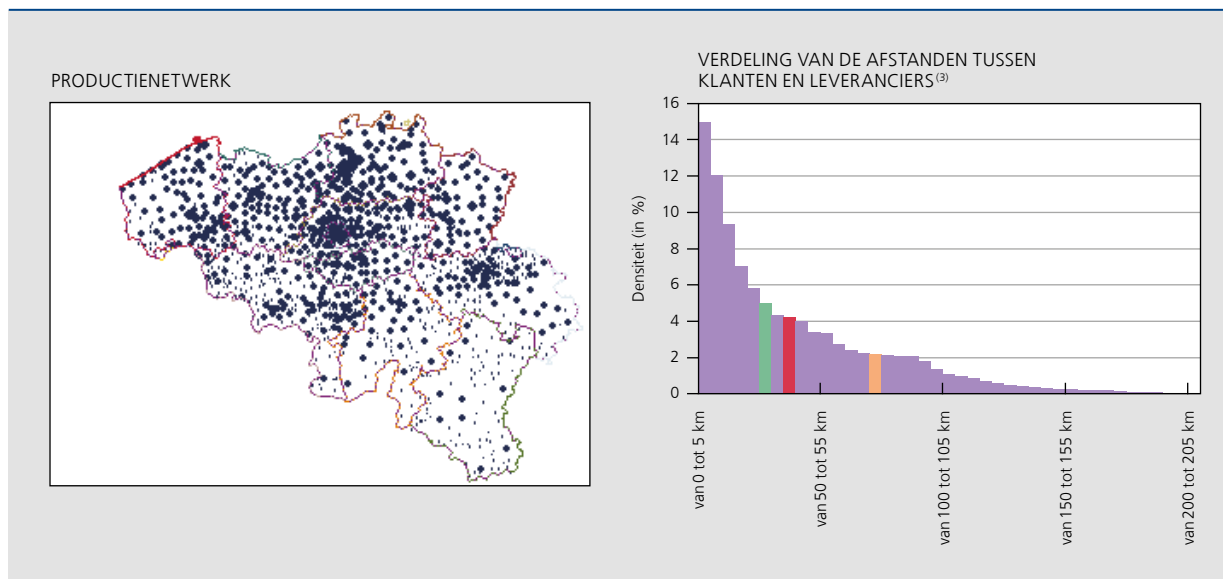 PRODUCTIENETWERK
VERDELING VAN DE AFSTANDEN TUSSEN
KLANTEN EN LEVERANCIERS(3)
Densiteit (in %)
16
14
12
10
8
6
4
2
0
van 0 tot 5 km
van 50 tot 55 km
van 100 tot 105 km
van 150 tot 155 km
van 200 tot 205 km